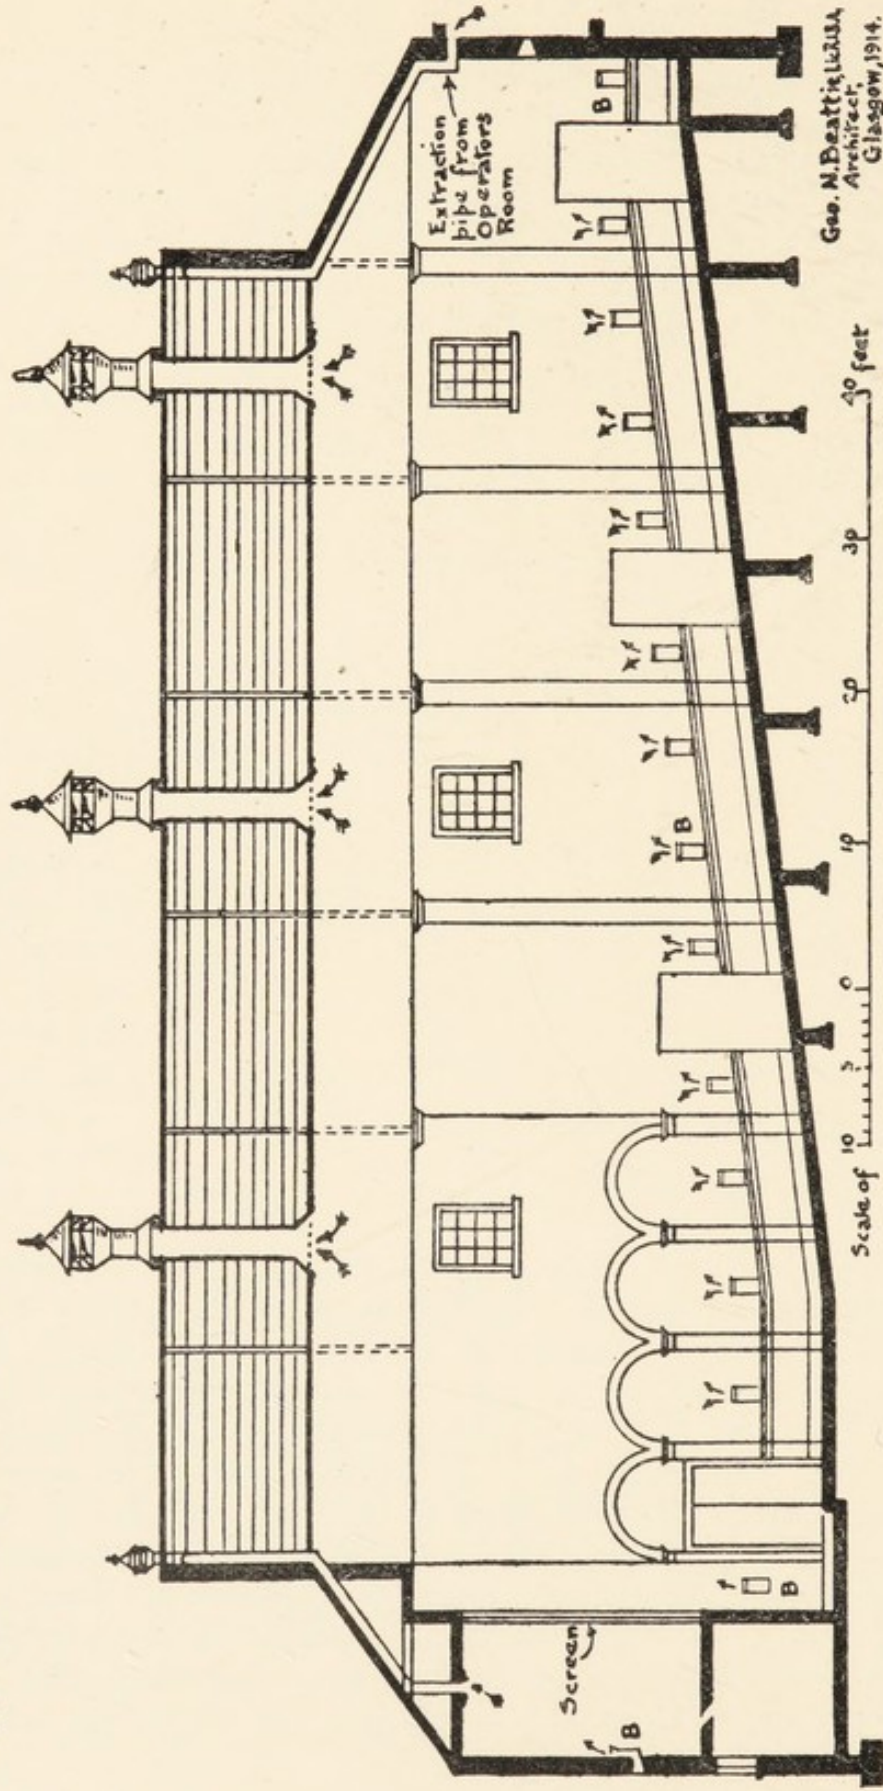 Extraction
pipe from
Operators
Room
B
Screen
B
B
B
Scale of
10
5
0
10
20
30
40 feet
Geo. N. Beattie, L.R.I.B.A.,
Architect,
Glasgow, 1914.